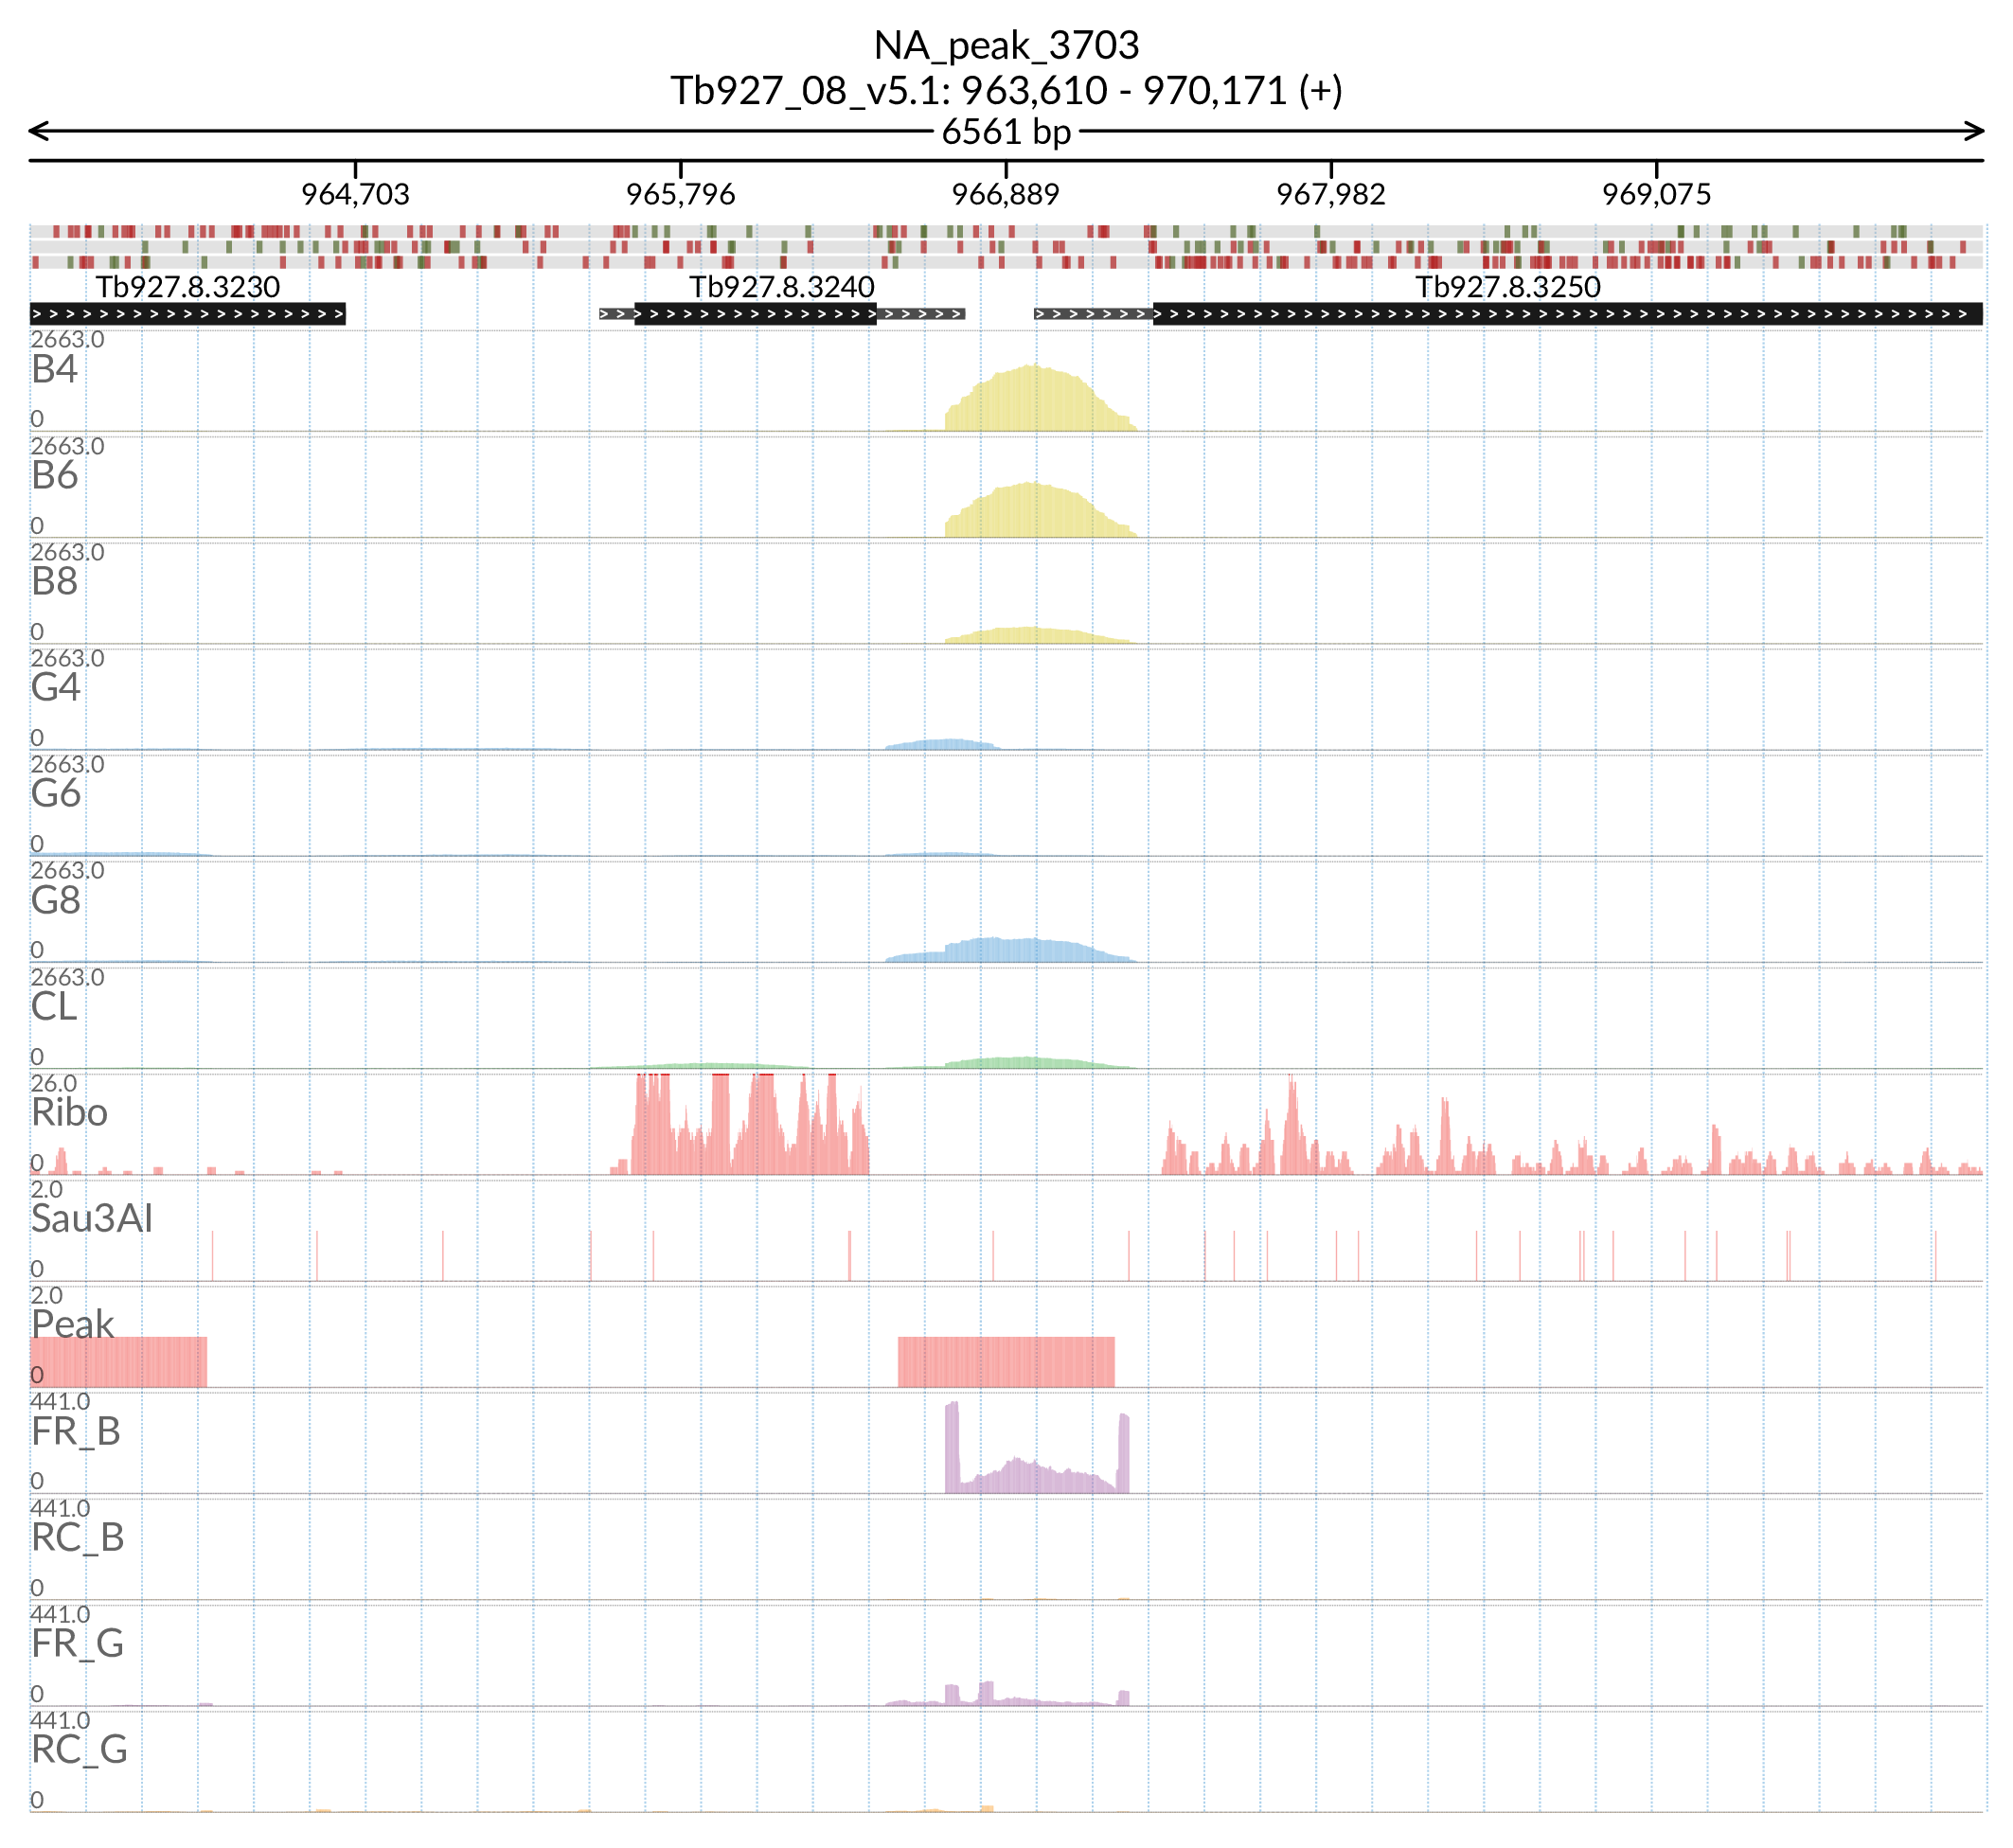 NA_peak_3703
Tb927_08_v5.1: 963,610 - 970,171 (+)
6561 bp
964,703 965,796 966,889 967,982 969,075
Tb927.8.3230 Tb927.8.3240 Tb927.8.3250
2663.0
B4
0
2663.0
B6
0
2663.0
B8
0
2663.0
G4
0
2663.0
G6
0
2663.0
G8
0
2663.0
CL
0
26.0
Ribo
0
2.0
Sau3AI
0
2.0
Peak
0
441.0
FR_B
0
441.0
RC_B
0
441.0
FR_G
0
441.0
RC_G
0